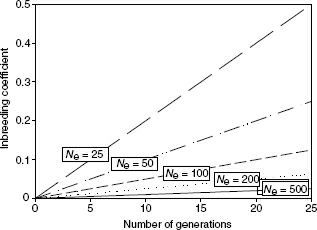 0.5
0.4
0.3
0.2
0.1
0
Inbreeding coefficient
Ne = 25
Ne = 50
Ne = 100
Ne = 200
Ne = 500
0 5 10 15 20 25
Number of generations